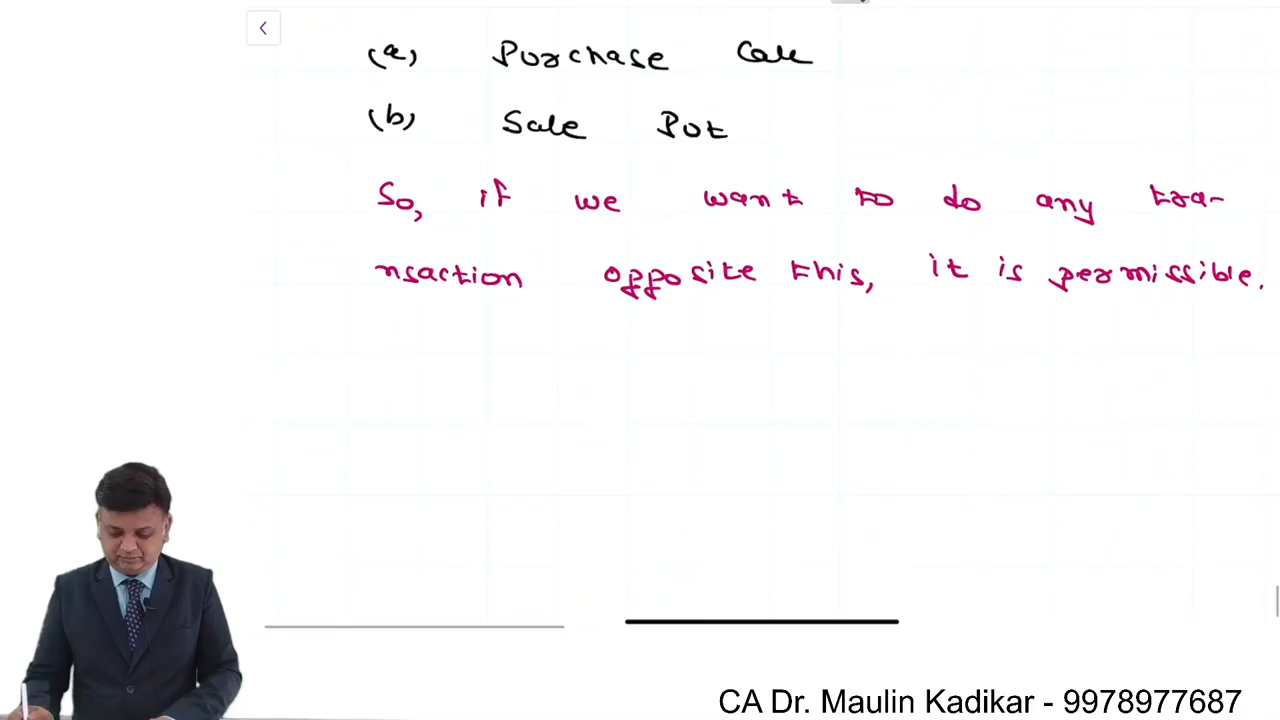 (a) Purchase Call
(b) Sale Put
So, if we want to do any tra-
nsaction opposite this, it is permissible.
CA Dr. Maulin Kadikar - 9978977687